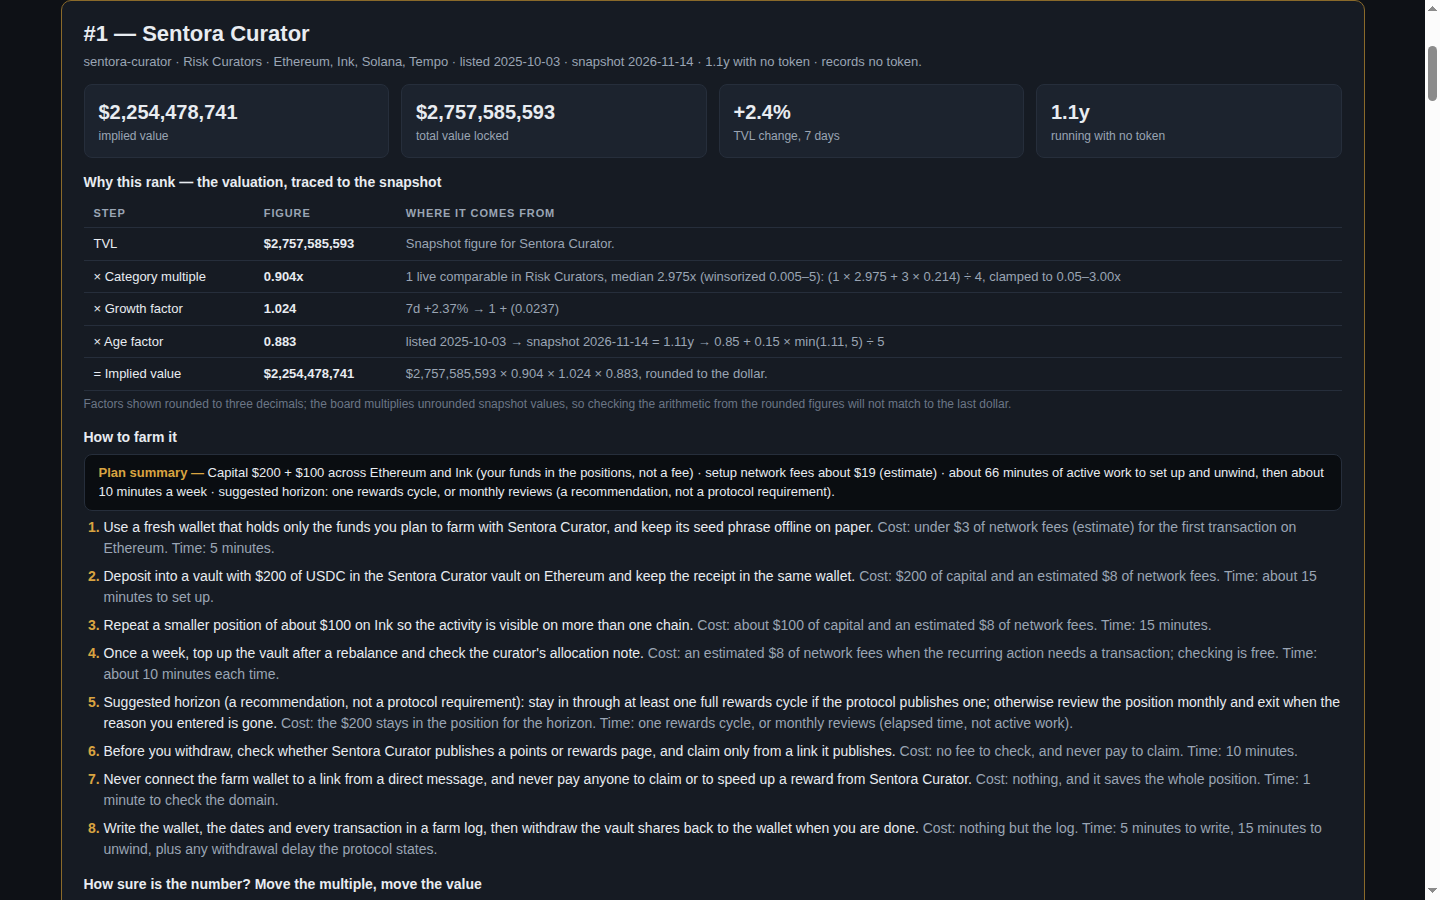 #1 — Sentora Curator
sentora-curator · Risk Curators · Ethereum, Ink, Solana, Tempo · listed 2025-10-03 · snapshot 2026-11-14 · 1.1y with no token · records no token.
$2,254,478,741
implied value
$2,757,585,593
total value locked
+2.4%
TVL change, 7 days
1.1y
running with no token
Why this rank — the valuation, traced to the snapshot
STEP FIGURE WHERE IT COMES FROM
TVL $2,757,585,593 Snapshot figure for Sentora Curator.
× Category multiple 0.904x 1 live comparable in Risk Curators, median 2.975x (winsorized 0.005–5): (1 × 2.975 + 3 × 0.214) ÷ 4, clamped to 0.05–3.00x
× Growth factor 1.024 7d +2.37% → 1 + (0.0237)
× Age factor 0.883 listed 2025-10-03 → snapshot 2026-11-14 = 1.11y → 0.85 + 0.15 × min(1.11, 5) ÷ 5
= Implied value $2,254,478,741 $2,757,585,593 × 0.904 × 1.024 × 0.883, rounded to the dollar.
Factors shown rounded to three decimals; the board multiplies unrounded snapshot values, so checking the arithmetic from the rounded figures will not match to the last dollar.
How to farm it
Plan summary — Capital $200 + $100 across Ethereum and Ink (your funds in the positions, not a fee) · setup network fees about $19 (estimate) · about 66 minutes of active work to set up and unwind, then about
10 minutes a week · suggested horizon: one rewards cycle, or monthly reviews (a recommendation, not a protocol requirement).
1. Use a fresh wallet that holds only the funds you plan to farm with Sentora Curator, and keep its seed phrase offline on paper. Cost: under $3 of network fees (estimate) for the first transaction on
Ethereum. Time: 5 minutes.
2. Deposit into a vault with $200 of USDC in the Sentora Curator vault on Ethereum and keep the receipt in the same wallet. Cost: $200 of capital and an estimated $8 of network fees. Time: about 15
minutes to set up.
3. Repeat a smaller position of about $100 on Ink so the activity is visible on more than one chain. Cost: about $100 of capital and an estimated $8 of network fees. Time: 15 minutes.
4. Once a week, top up the vault after a rebalance and check the curator's allocation note. Cost: an estimated $8 of network fees when the recurring action needs a transaction; checking is free. Time:
about 10 minutes each time.
5. Suggested horizon (a recommendation, not a protocol requirement): stay in through at least one full rewards cycle if the protocol publishes one; otherwise review the position monthly and exit when the
reason you entered is gone. Cost: the $200 stays in the position for the horizon. Time: one rewards cycle, or monthly reviews (elapsed time, not active work).
6. Before you withdraw, check whether Sentora Curator publishes a points or rewards page, and claim only from a link it publishes. Cost: no fee to check, and never pay to claim. Time: 10 minutes.
7. Never connect the farm wallet to a link from a direct message, and never pay anyone to claim or to speed up a reward from Sentora Curator. Cost: nothing, and it saves the whole position. Time: 1
minute to check the domain.
8. Write the wallet, the dates and every transaction in a farm log, then withdraw the vault shares back to the wallet when you are done. Cost: nothing but the log. Time: 5 minutes to write, 15 minutes to
unwind, plus any withdrawal delay the protocol states.
How sure is the number? Move the multiple, move the value